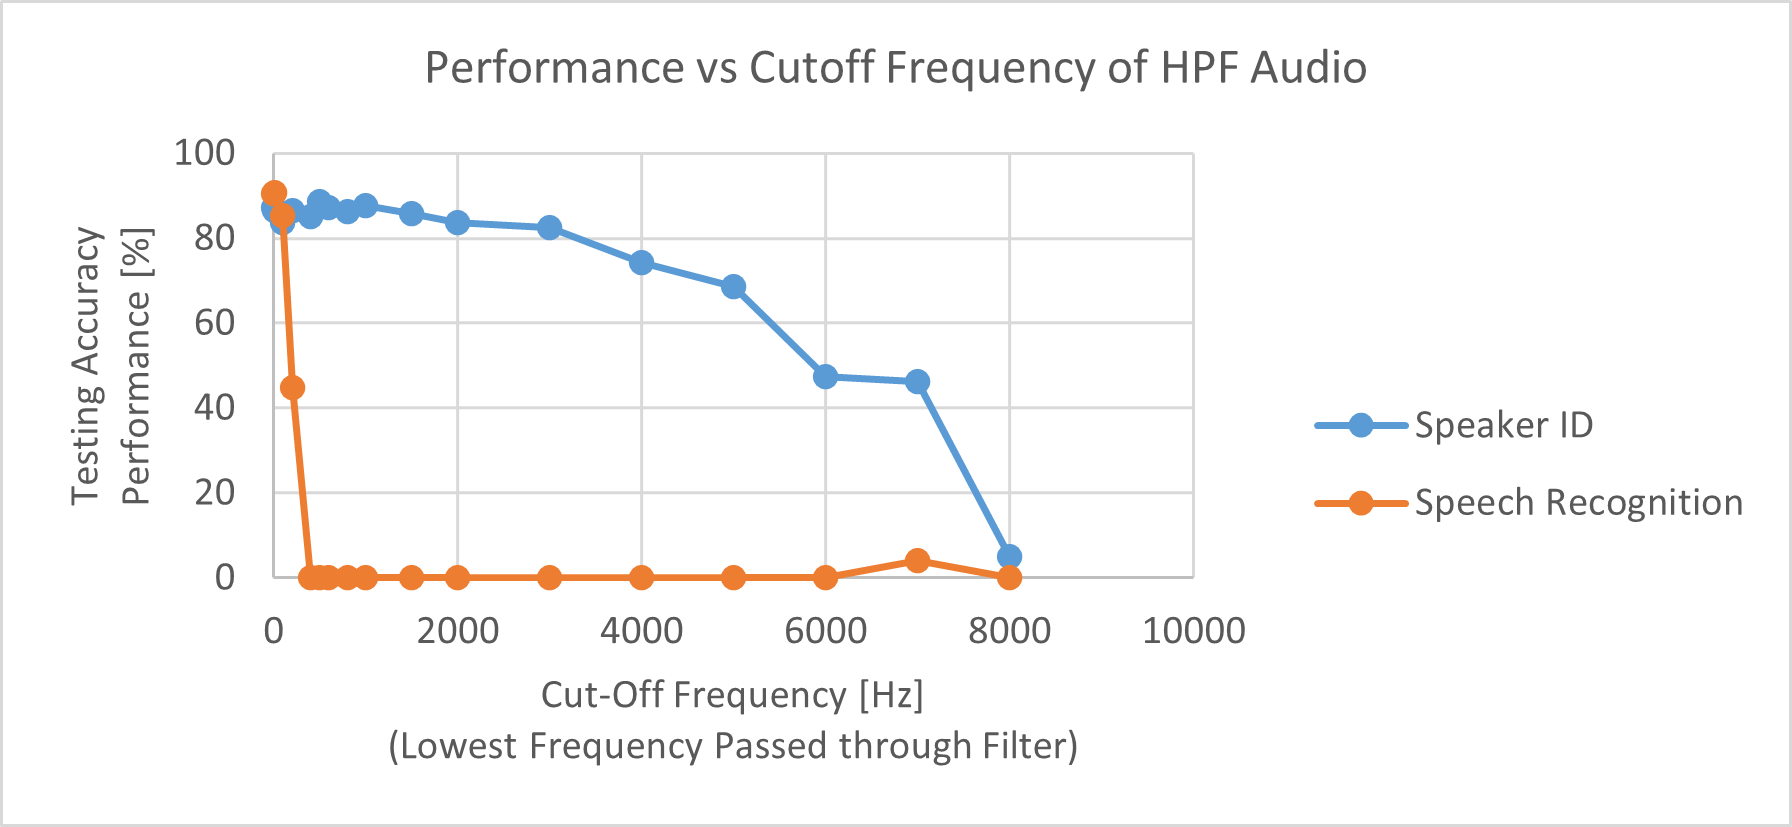 Performance vs Cutoff Frequency of HPF Audio
Testing Accuracy
Performance [%]
100
80
60
40
20
0
0 2000 4000 6000 8000 10000
Cut-Off Frequency [Hz]
(Lowest Frequency Passed through Filter)
Speaker ID
Speech Recognition